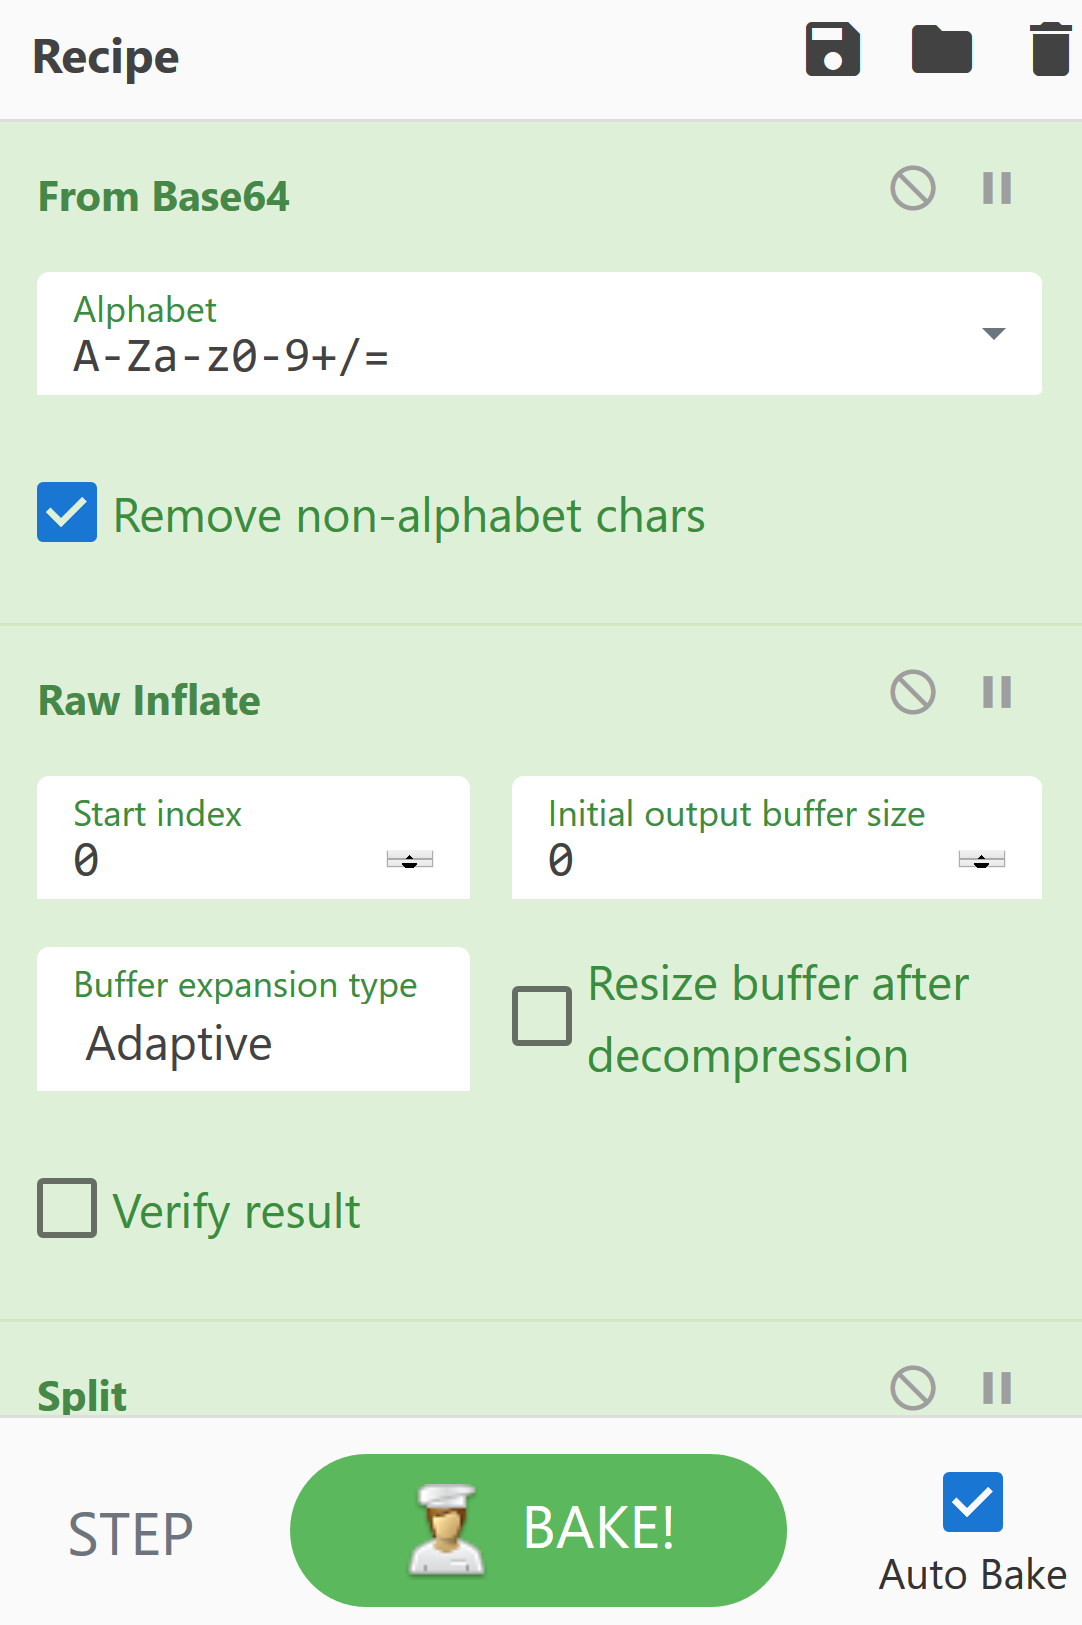 Recipe
From Base64
Alphabet
A-Za-z0-9+/=
Remove non-alphabet chars
Raw Inflate
Start index
0
Initial output buffer size
0
Buffer expansion type
Adaptive
Resize buffer after
decompression
Verify result
Split
STEP
BAKE!
Auto Bake